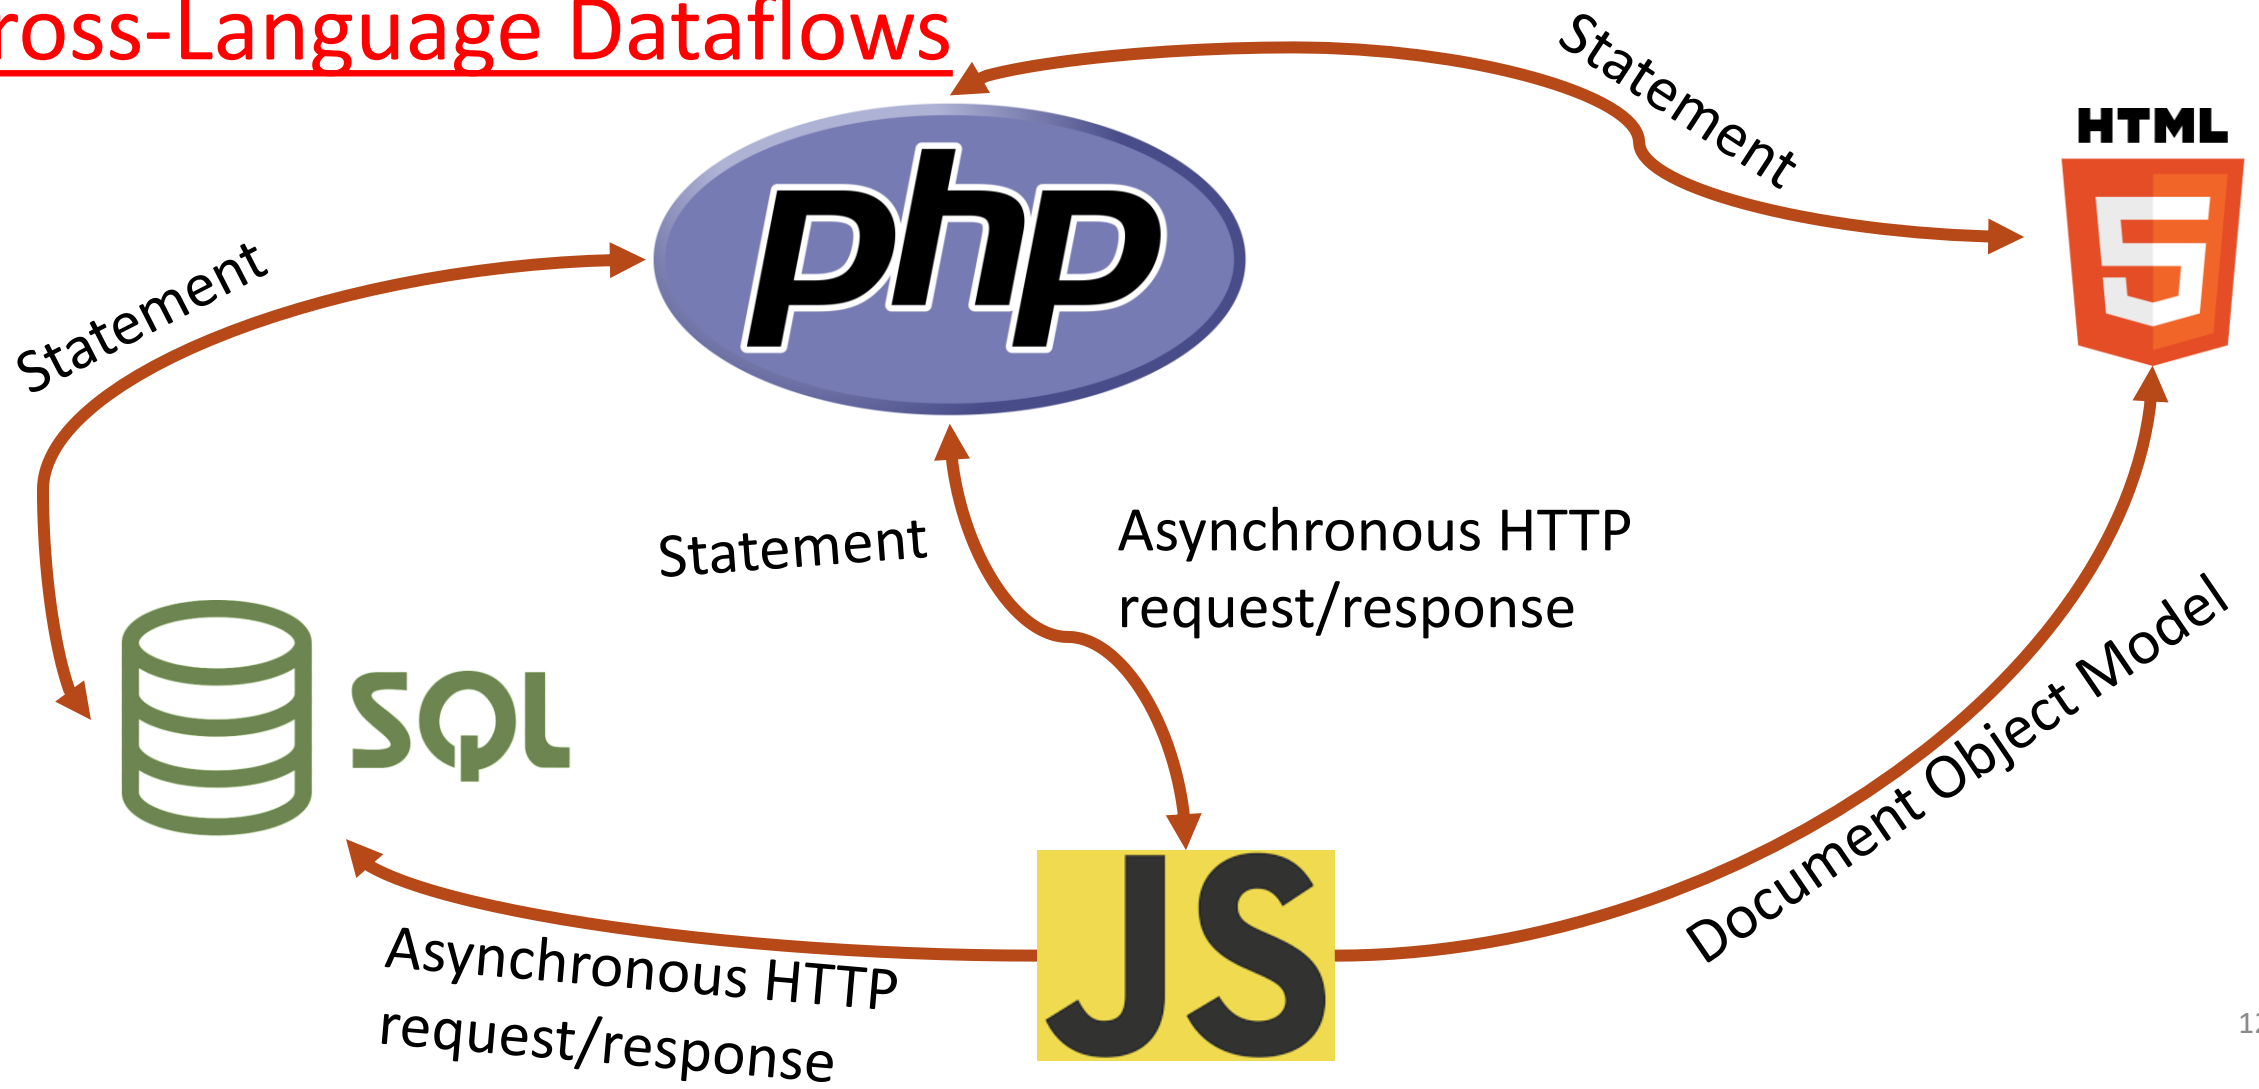 ross-Language Dataflows
Statement
HTML
5
php
Statement
Statement
Asynchronous HTTP
request/response
SQL
Document Object Model
JS
Asynchronous HTTP
request/response